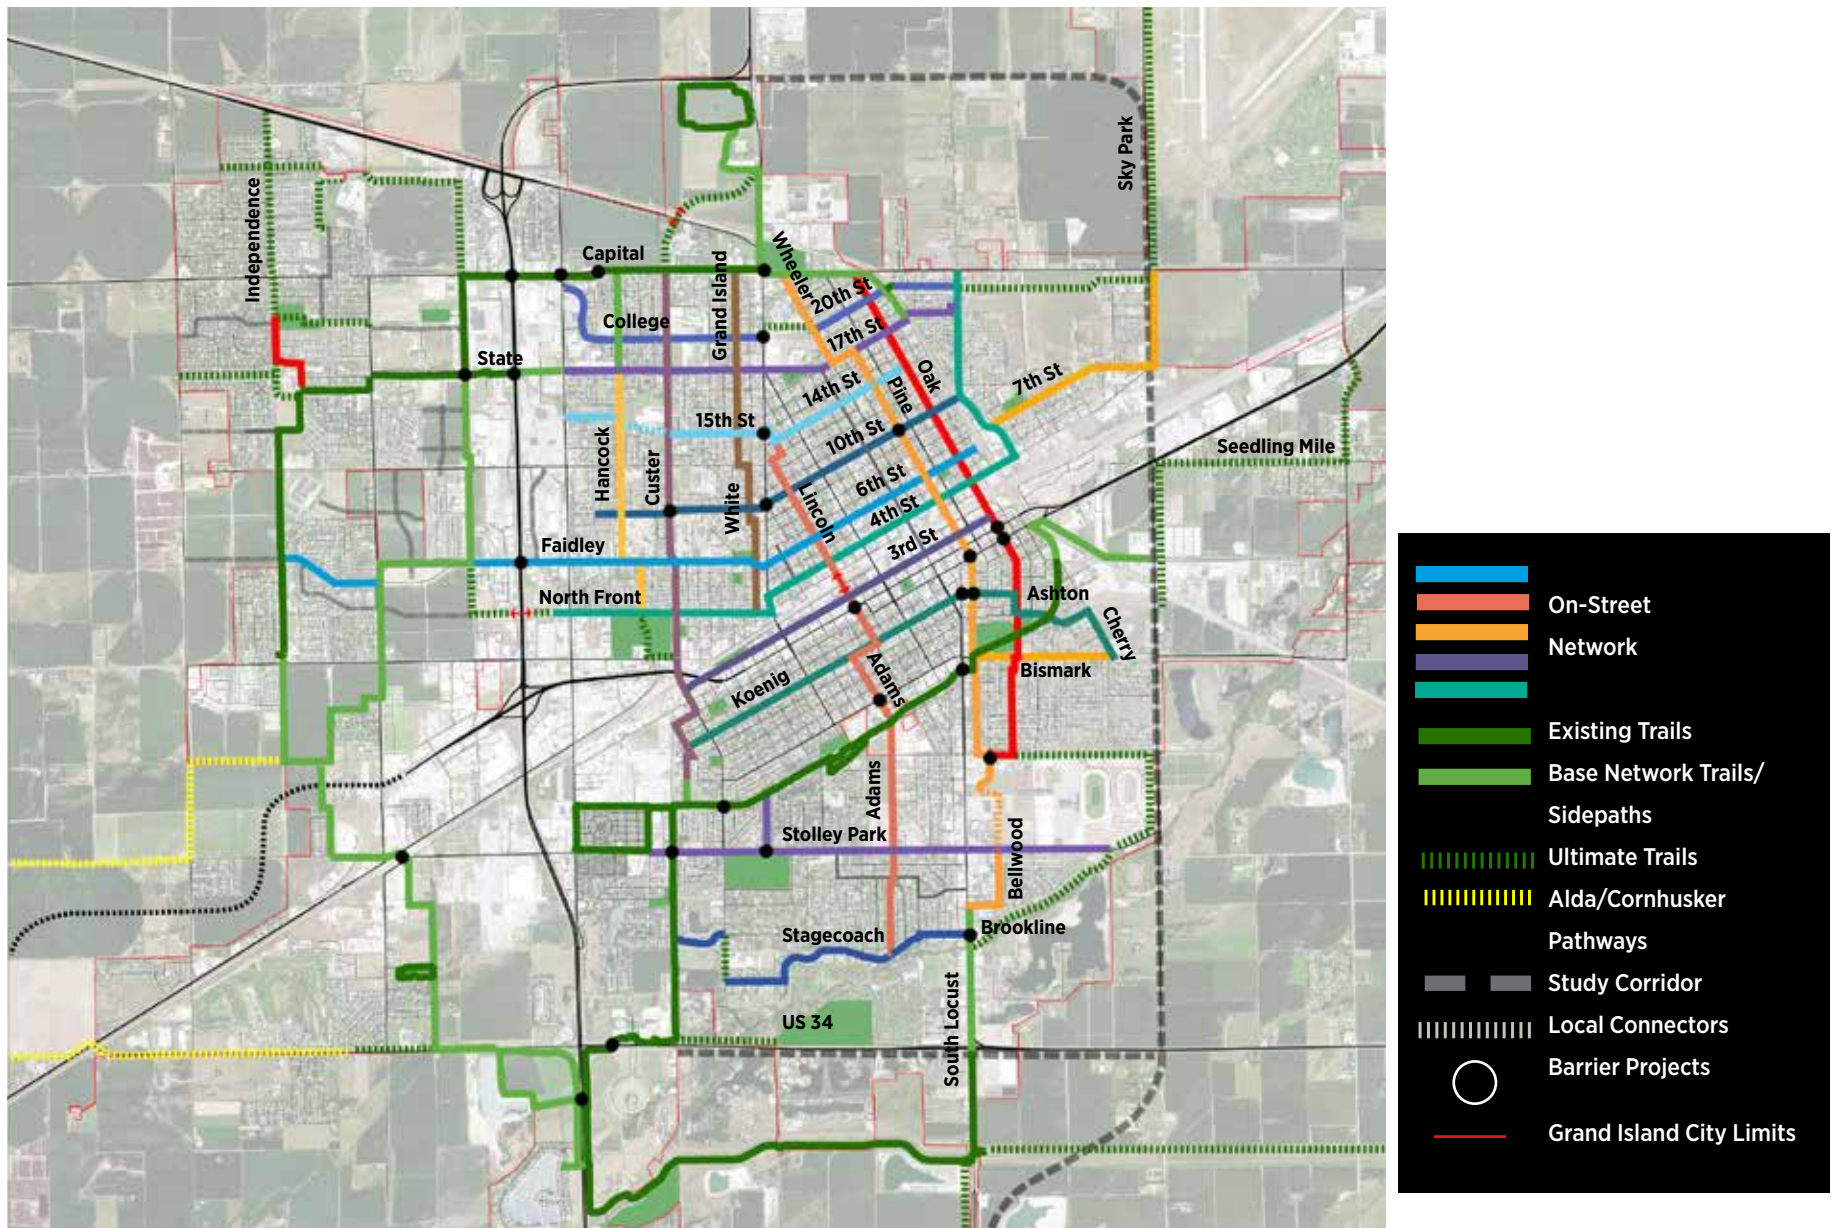 Sky Park
Independence
Capital
Wheeler
Grand Island
20th St
College
17th St
State
Oak
Pine
14th St
7th St
15th St
10th St
Hancock
Custer
White
Lincoln
6th St
4th St
Seedling Mile
Faidley
3rd St
North Front
Ashton
Cherry
Koenig
Adams
Bismark
Adams
Stolley Park
Bellwood
Stagecoach
Brookline
South Locust
US 34
On-Street
Network
Existing Trails
Base Network Trails/
Sidepaths
Ultimate Trails
Alda/Cornhusker
Pathways
Study Corridor
Local Connectors
Barrier Projects
Grand Island City Limits